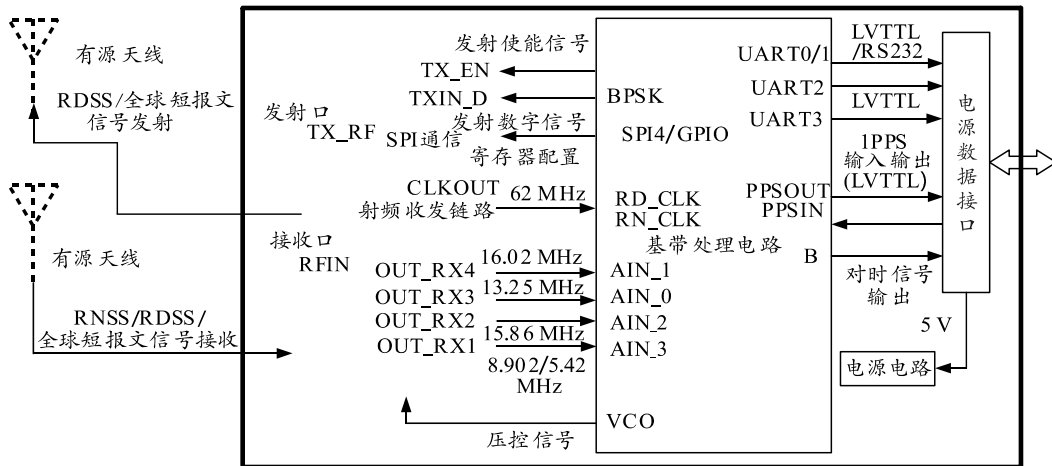 有源天线
RDSS/全球短报文
信号发射
有源天线
RNSS/RDSS/
全球短报文信号接收
发射口
TX_RF
接收口
RFIN
发射使能信号
TX_EN
TXIN_D
发射数字信号
SPI通信
寄存器配置
CLKOUT
62 MHz
射频收发链路
OUT_RX4
16.02 MHz
OUT_RX3
13.25 MHz
OUT_RX2
OUT_RX1
15.86 MHz
8.902/5.42
MHz
压控信号
BPSK
SPI4/GPIO
RD_CLK
RN_CLK
基带处理电路
AIN_1
AIN_0
AIN_2
AIN_3
VCO
UART0/1
UART2
UART3
PPSOUT
PPSIN
B
LVTTL
/RS232
LVTTL
1PPS
输入输出
(LVTTL)
对时信号
输出
电源数据接口
5 V
电源电路